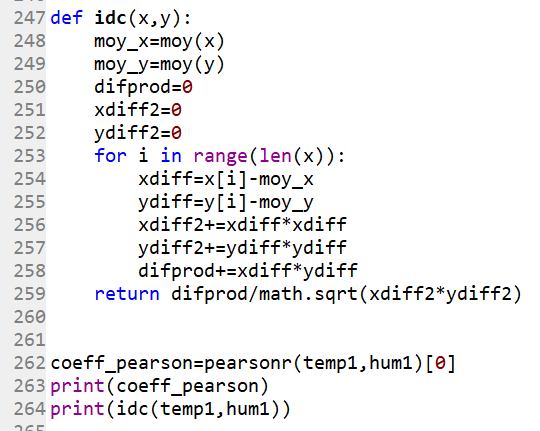 247 def idc(x,y):
248     moy_x=moy(x)
249     moy_y=moy(y)
250     difprod=0
251     xdiff2=0
252     ydiff2=0
253     for i in range(len(x)):
254         xdiff=x[i]-moy_x
255         ydiff=y[i]-moy_y
256         xdiff2+=xdiff*xdiff
257         ydiff2+=ydiff*ydiff
258         difprod+=xdiff*ydiff
259     return difprod/math.sqrt(xdiff2*ydiff2)
260
261
262 coeff_pearson=pearsonr(temp1,hum1)[0]
263 print(coeff_pearson)
264 print(idc(temp1,hum1))